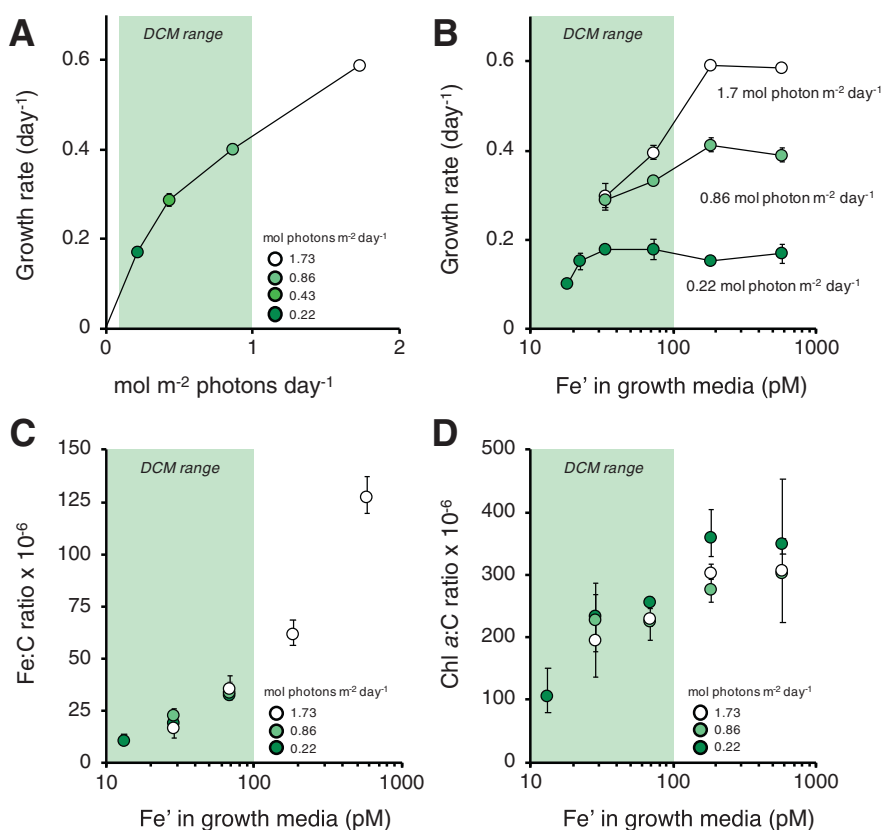 A
DCM range
Growth rate (day-1)
0.6
0.4
0.2
0
mol photons m-2 day-1
1.73
0.86
0.43
0.22
0
1
2
mol m-2 photons day-1
B
DCM range
Growth rate (day-1)
0.6
0.4
0.2
0
1.7 mol photon m-2 day-1
0.86 mol photon m-2 day-1
0.22 mol photon m-2 day-1
10
100
1000
Fe’ in growth media (pM)
C
DCM range
Fe:C ratio x 10-6
150
125
100
75
50
25
0
mol photons m-2 day-1
1.73
0.86
0.22
10
100
1000
Fe’ in growth media (pM)
D
DCM range
Chl a:C ratio x 10-6
500
400
300
200
100
0
mol photons m-2 day-1
1.73
0.86
0.22
10
100
1000
Fe’ in growth media (pM)